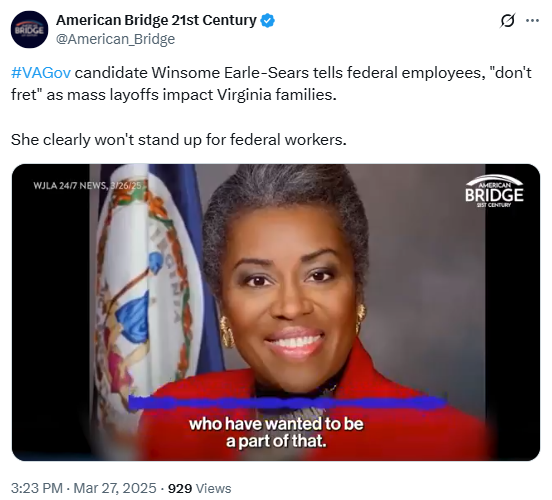 American Bridge 21st Century
@American_Bridge
#VAGov candidate Winsome Earle-Sears tells federal employees, "don't
fret" as mass layoffs impact Virginia families.
She clearly won't stand up for federal workers.
WJLA 24/7 NEWS, 3/26/25
AMERICAN
BRIDGE
21ST CENTURY
who have wanted to be
a part of that.
3:23 PM · Mar 27, 2025 · 929 Views